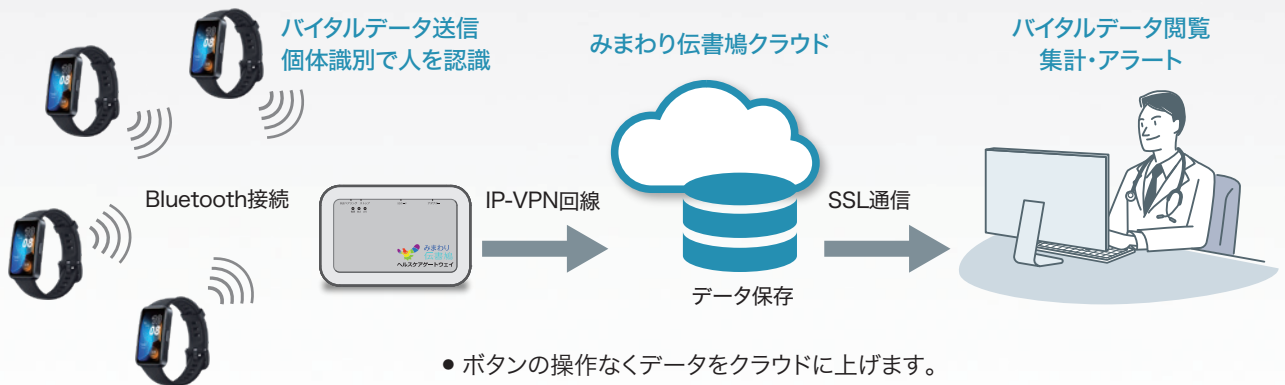 バイタルデータ送信
個体識別で人を認識
みまわり伝書鳩クラウド
バイタルデータ閲覧
集計・アラート
Bluetooth接続
IP-VPN回線
SSL通信
みまわり
伝書鳩
ヘルスケアゲートウェイ
データ保存
• ボタンの操作なくデータをクラウドに上げます。